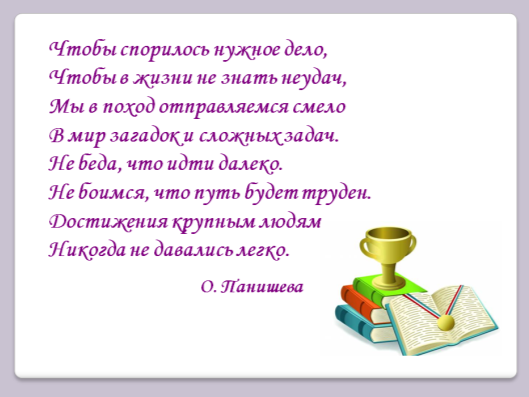 Чтобы спорилось нужное дело,
Чтобы в жизни не знать неудач,
Мы в поход отправляемся смело
В мир загадок и сложных задач.
Не беда, что идти далеко.
Не боимся, что путь будет труден.
Достижения крупным людям
Никогда не давались легко.
О. Панишева